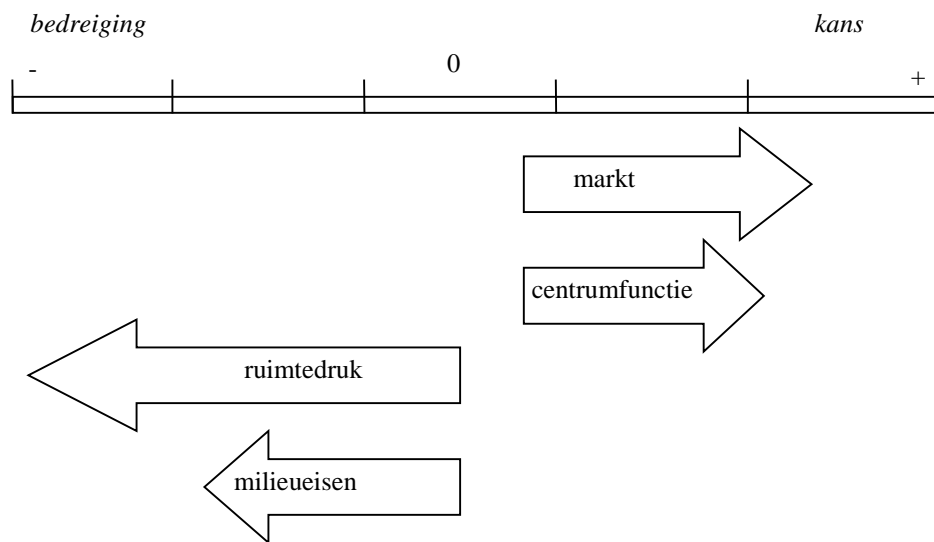 bedreiging kans
- 0 +
markt
centrumfunctie
ruimtedruk
milieueisen